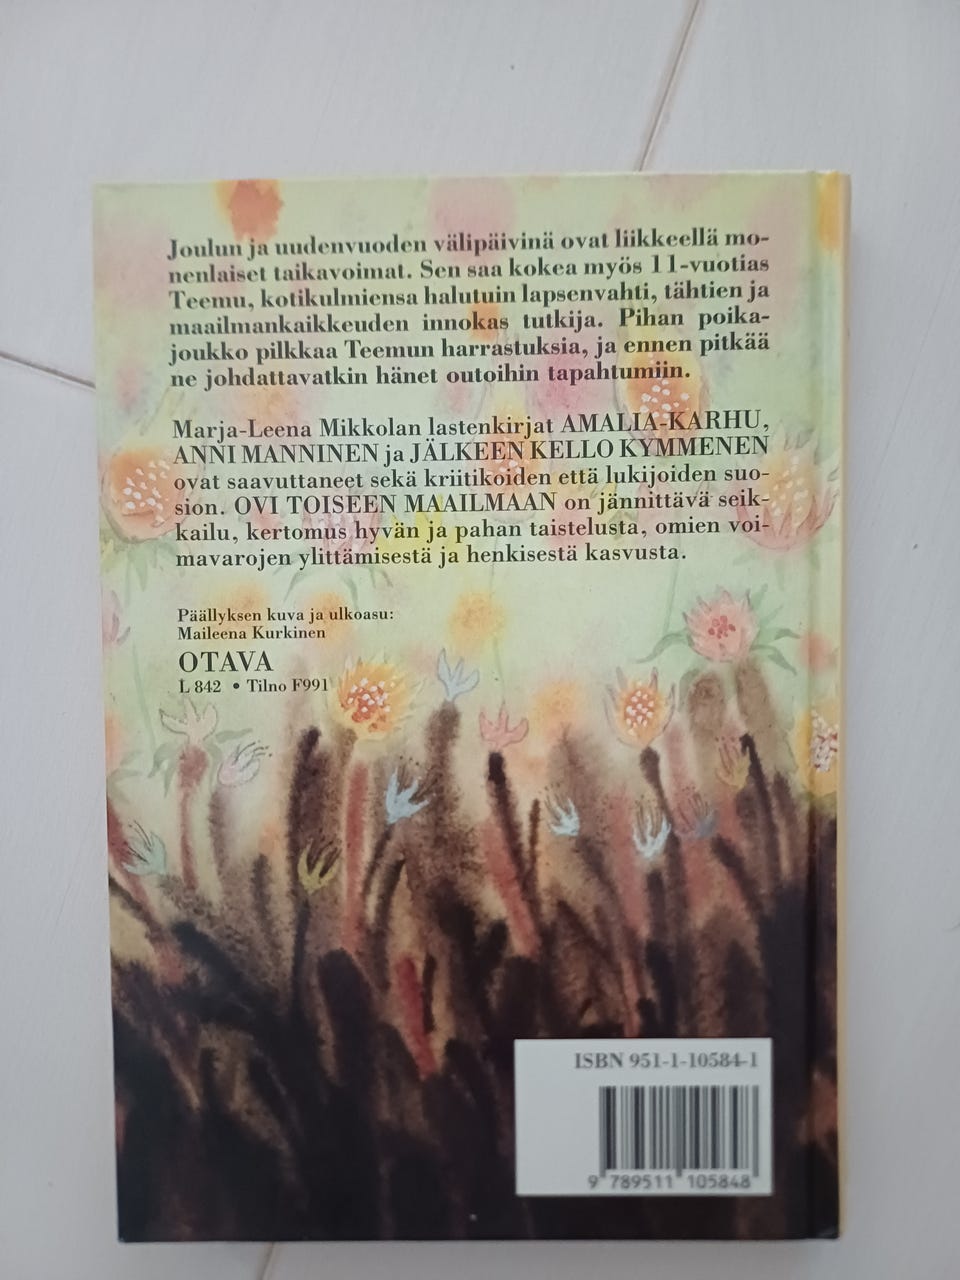 Joulun ja uudenvuoden välipäivinä ovat liikkeellä mo-
nenlaiset taikavoimat. Sen saa kokea myös 11-vuotias
Teemu, kotikulmiensa halutuin lapsenvahti, tähtien ja
maailmankaikkeuden innokas tutkija. Pihan poika-
joukko pilkkaa Teemun harrastuksia, ja ennen pitkää
ne johdattavatkin hänet outoihin tapahtumiin.
Marja-Leena Mikkolan lastenkirjat AMALIA-KARHU,
ANNI MANNINEN ja JÄLKEEN KELLO KYMMENEN
ovat saavuttaneet sekä kriitikoiden että lukijoiden suo-
sion. OVI TOISEEN MAAILMAAN on jännittävä seik-
kailu, kertomus hyvän ja pahan taistelusta, omien voi-
mavarojen ylittämisestä ja henkisestä kasvusta.
Päällyksen kuva ja ulkoasu:
Maileena Kurkinen
OTAVA
L 842 • Tilno F991
ISBN 951-1-10584-1
9 789511 105848